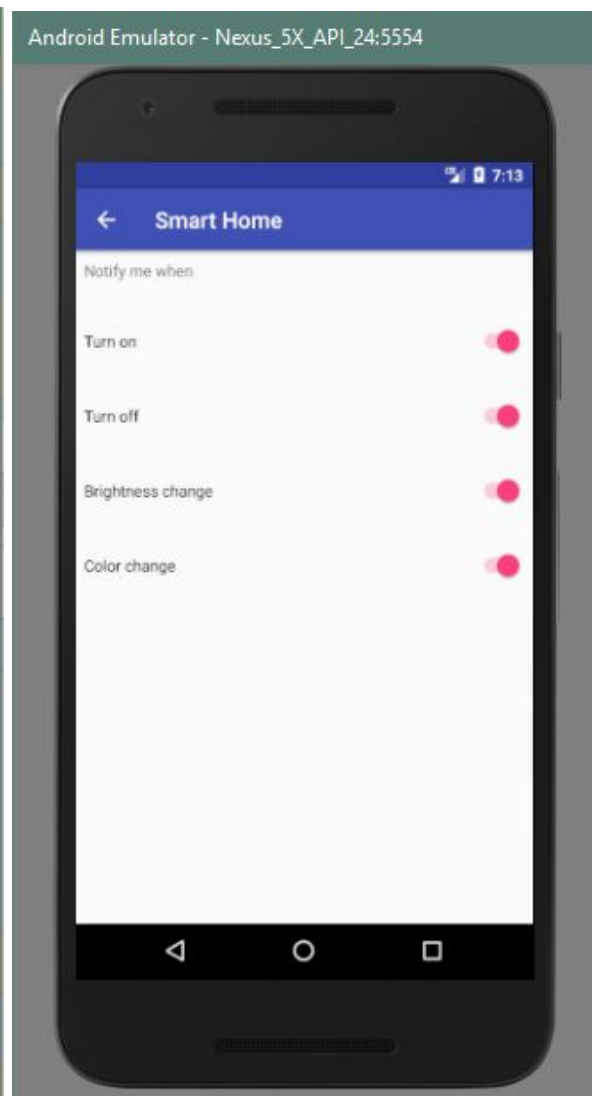 Android Emulator - Nexus_5X_API_24:5554
7:13
Smart Home
Notify me when
Turn on
Turn off
Brightness change
Color change